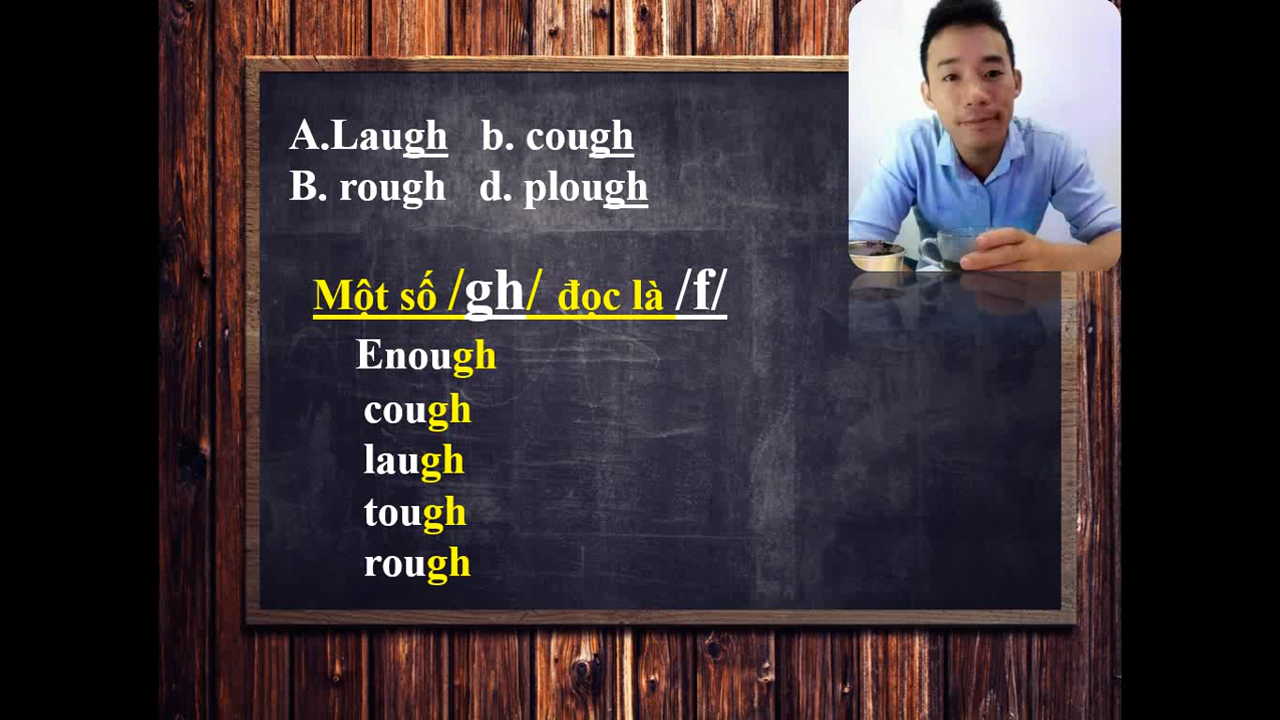 A.Laugh b. cough
B. rough d. plough
Một số /gh/ đọc là /f/
Enough
cough
laugh
tough
rough